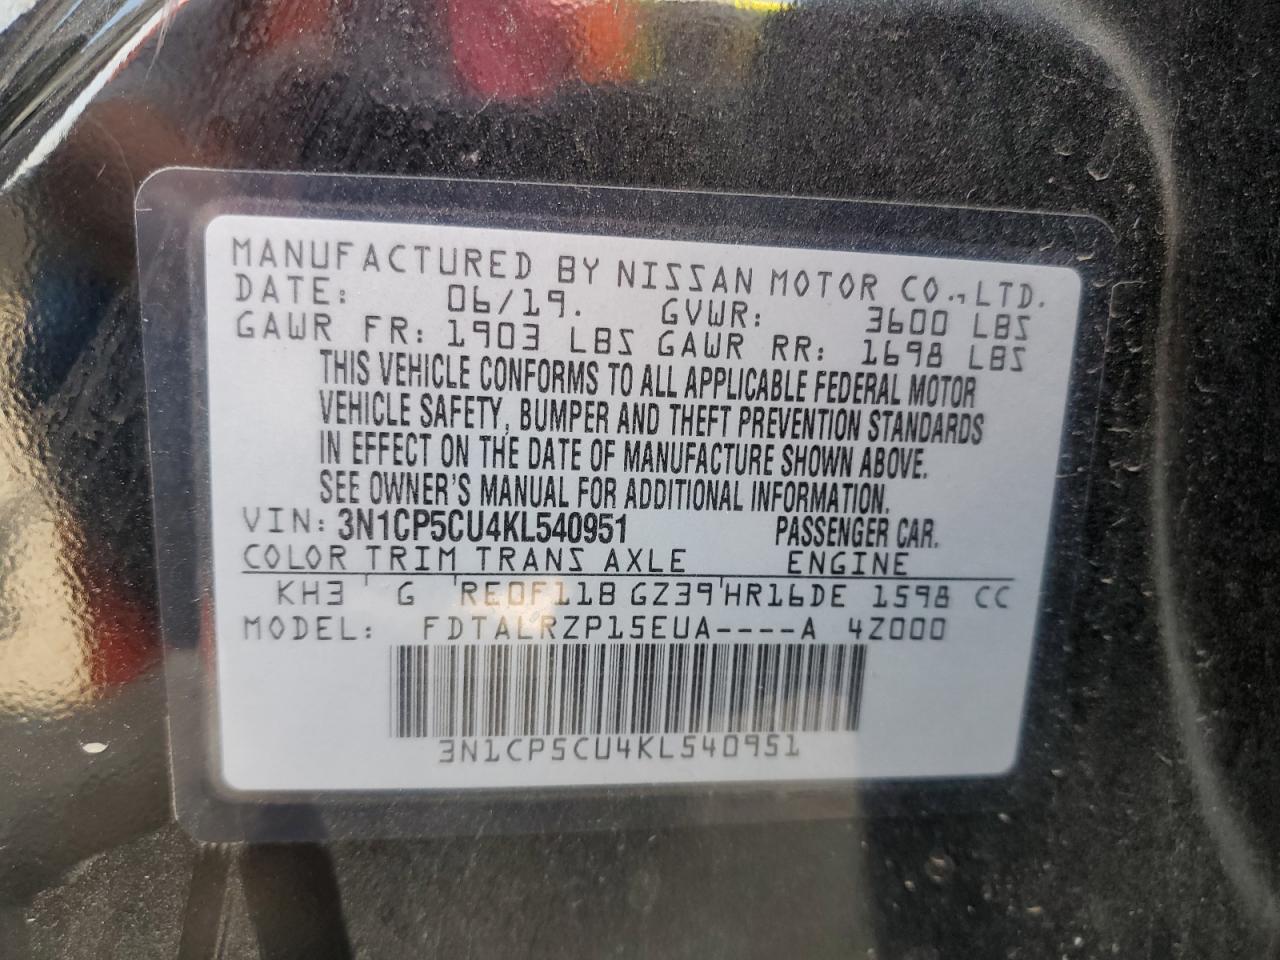 MANUFACTURED BY NISSAN MOTOR CO.,LTD.
DATE: 06/19. GVWR: 3600 LBS
GAWR FR: 1903 LBS GAWR RR: 1698 LBS
THIS VEHICLE CONFORMS TO ALL APPLICABLE FEDERAL MOTOR
VEHICLE SAFETY, BUMPER AND THEFT PREVENTION STANDARDS
IN EFFECT ON THE DATE OF MANUFACTURE SHOWN ABOVE.
SEE OWNER'S MANUAL FOR ADDITIONAL INFORMATION.
VIN: 3N1CP5CU4KL540951 PASSENGER CAR.
COLOR TRIM TRANS AXLE ENGINE
KH3 G RE0F11B GZ39 HR16DE 1598 CC
MODEL: FDTALRZP15EUA----A 4Z000
3N1CP5CU4KL540951